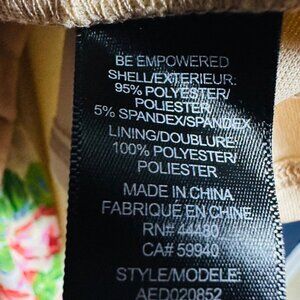 BE EMPOWERED
SHELL/EXTERIEUR:
95% POLYESTER/
POLIESTER
5% SPANDEX/SPANDEX
LINING/DOUBLURE:
100% POLYESTER/
POLIESTER
MADE IN CHINA
FABRIQUÉ EN CHINE
RN# 44480
CA# 59940
STYLE/MODELE:
AED020852